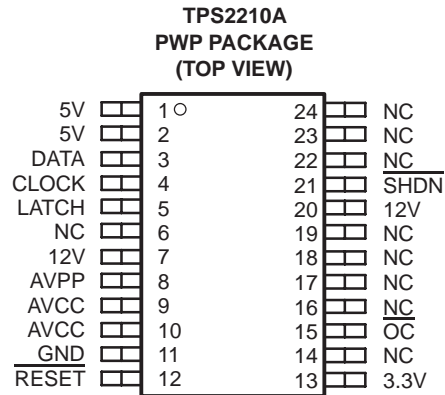 TPS2210A
PWP PACKAGE
(TOP VIEW)
5V 1 24 NC
5V 2 23 NC
DATA 3 22 NC
CLOCK 4 21 SHDN
LATCH 5 20 12V
NC 6 19 NC
12V 7 18 NC
AVPP 8 17 NC
AVCC 9 16 NC
AVCC 10 15 OC
GND 11 14 NC
RESET 12 13 3.3V